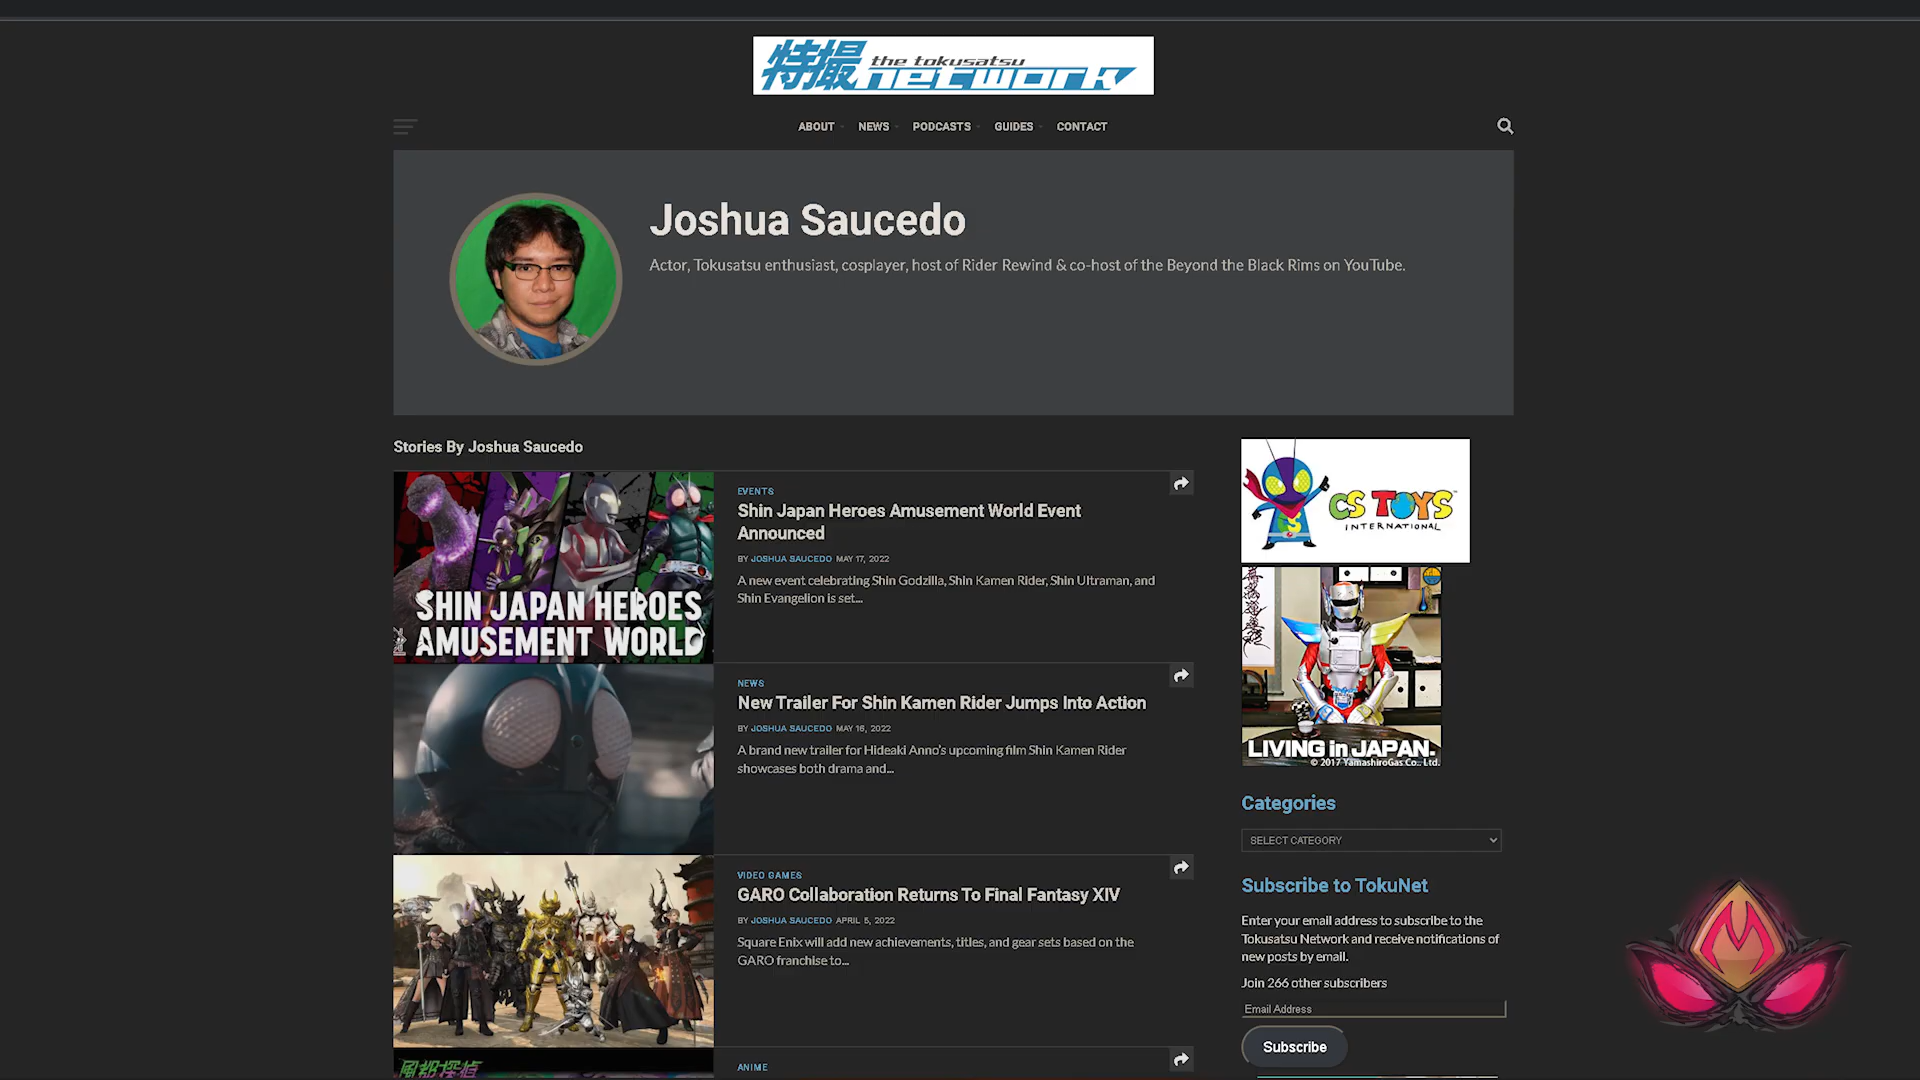 特撮 the tokusatsu network
ABOUT NEWS PODCASTS GUIDES CONTACT
Joshua Saucedo
Actor, Tokusatsu enthusiast, cosplayer, host of Rider Rewind & co-host of the Beyond the Black Rims on YouTube.
Stories By Joshua Saucedo
SHIN JAPAN HEROES
AMUSEMENT WORLD
EVENTS
Shin Japan Heroes Amusement World Event
Announced
BY JOSHUA SAUCEDO MAY 17, 2022
A new event celebrating Shin Godzilla, Shin Kamen Rider, Shin Ultraman, and
Shin Evangelion is set...
NEWS
New Trailer For Shin Kamen Rider Jumps Into Action
BY JOSHUA SAUCEDO MAY 16, 2022
A brand new trailer for Hideaki Anno's upcoming film Shin Kamen Rider
showcases both drama and...
VIDEO GAMES
GARO Collaboration Returns To Final Fantasy XIV
BY JOSHUA SAUCEDO APRIL 5, 2022
Square Enix will add new achievements, titles, and gear sets based on the
GARO franchise to...
風都探偵
ANIME
CS TOYS
INTERNATIONAL
LIVING in JAPAN.
© 2017 YamashiroGas Co., Ltd.
Categories
SELECT CATEGORY
Subscribe to TokuNet
Enter your email address to subscribe to the
Tokusatsu Network and receive notifications of
new posts by email.
Join 266 other subscribers
Email Address
Subscribe
M